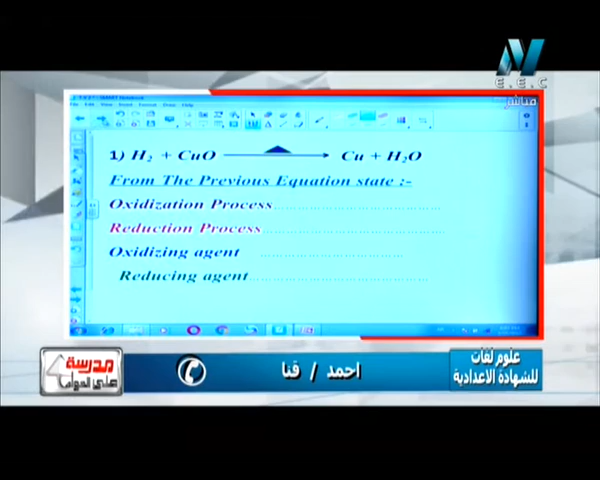 N
e.e.c
مباشر
1) H₂ + CuO → Cu + H₂O
From The Previous Equation state :-
Oxidization Process..............................
Reduction Process..............................
Oxidizing agent ..............................
Reducing agent..............................
مدرسة
على الهواء
احمد / قنا
علوم لغات
للشهادة الاعدادية